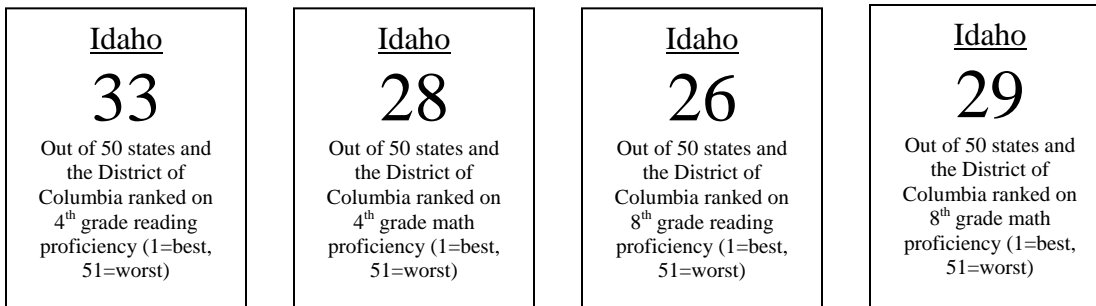 Idaho
33
Out of 50 states and
the District of
Columbia ranked on
4th grade reading
proficiency (1=best,
51=worst)
Idaho
28
Out of 50 states and
the District of
Columbia ranked on
4th grade math
proficiency (1=best,
51=worst)
Idaho
26
Out of 50 states and
the District of
Columbia ranked on
8th grade reading
proficiency (1=best,
51=worst)
Idaho
29
Out of 50 states and
the District of
Columbia ranked on
8th grade math
proficiency (1=best,
51=worst)